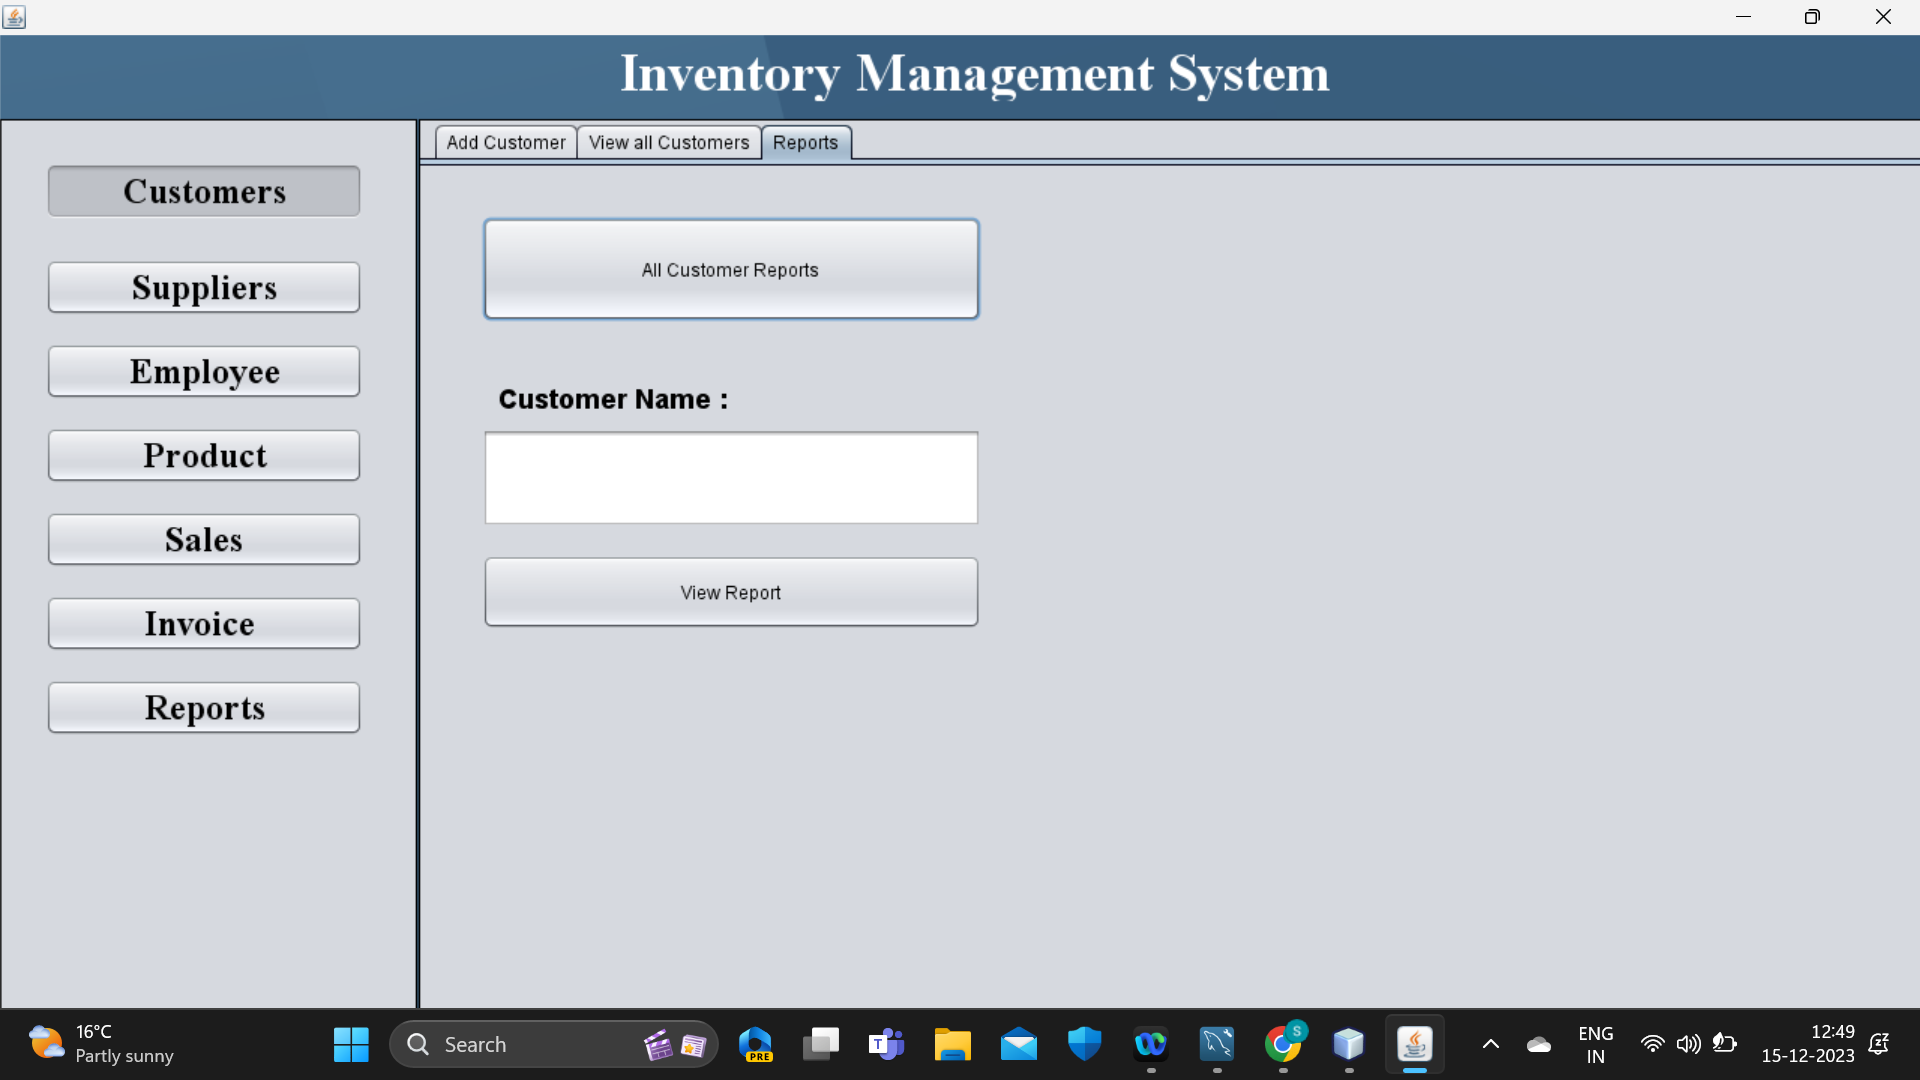 Inventory Management System
Add Customer
View all Customers
Reports
Customers
Suppliers
Employee
Product
Sales
Invoice
Reports
All Customer Reports
Customer Name :
View Report
16°C
Partly sunny
Search
PRE
T
S
ENG
IN
12:49
15-12-2023